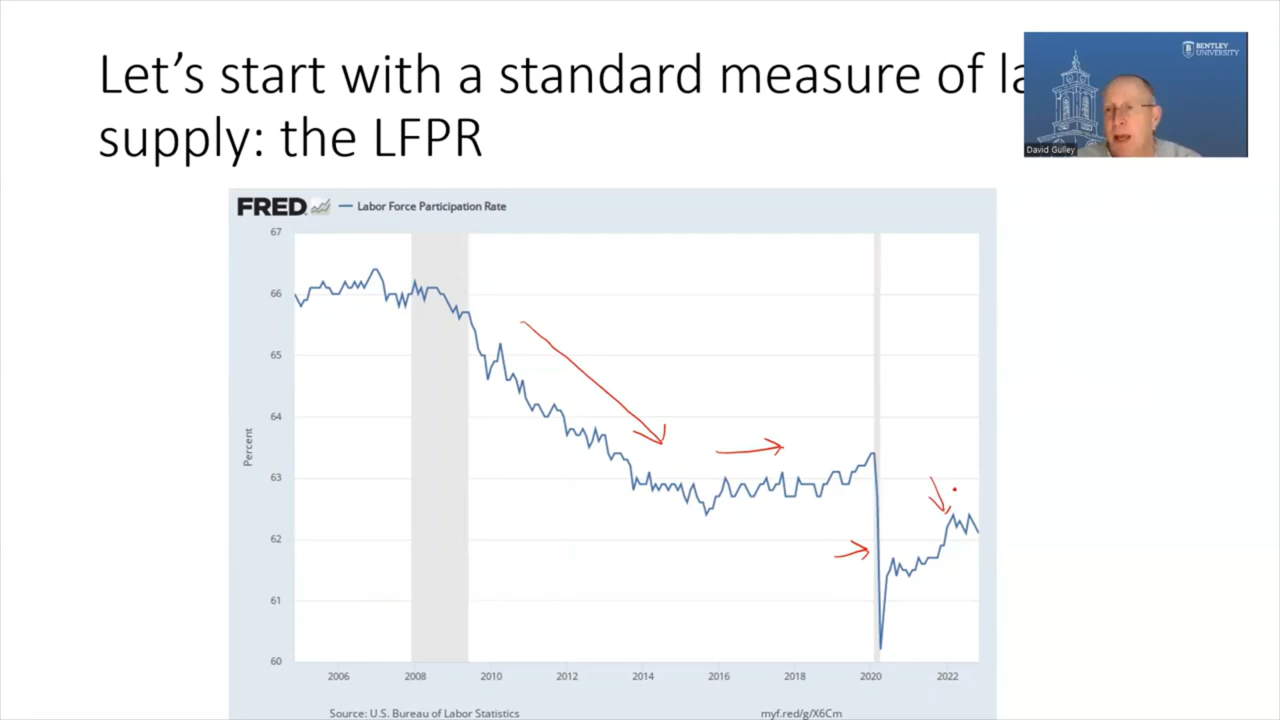 Let's start with a standard measure of
supply: the LFPR
BENTLEY
UNIVERSITY
David Gulley
FRED
Labor Force Participation Rate
67
66
65
64
63
62
61
60
Percent
2006 2008 2010 2012 2014 2016 2018 2020 2022
Source: U.S. Bureau of Labor Statistics
myf.red/g/X6Cm